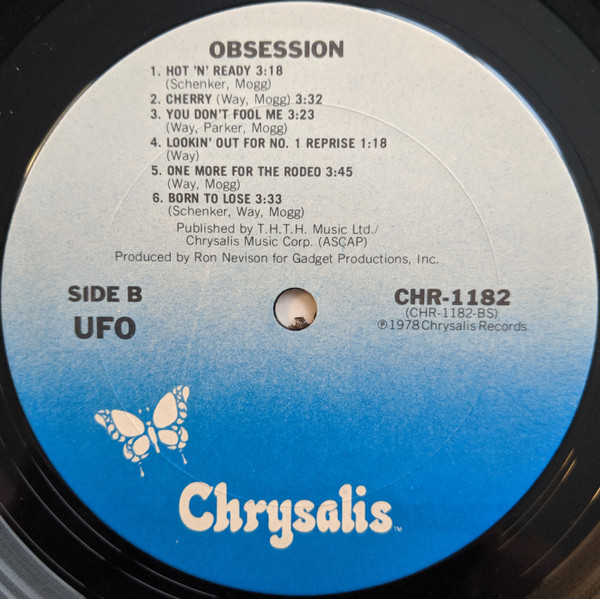 OBSESSION
1. HOT 'N' READY 3:18
(Schenker, Mogg)
2. CHERRY (Way, Mogg) 3:32
3. YOU DON'T FOOL ME 3:23
(Way, Parker, Mogg)
4. LOOKIN' OUT FOR NO. 1 REPRISE 1:18
(Way)
5. ONE MORE FOR THE RODEO 3:45
(Way, Mogg)
6. BORN TO LOSE 3:33
(Schenker, Way, Mogg)
Published by T.H.T.H. Music Ltd./
Chrysalis Music Corp. (ASCAP)
Produced by Ron Nevison for Gadget Productions, Inc.
SIDE B
UFO
CHR-1182
(CHR-1182-BS)
℗1978 Chrysalis Records
Chrysalis™